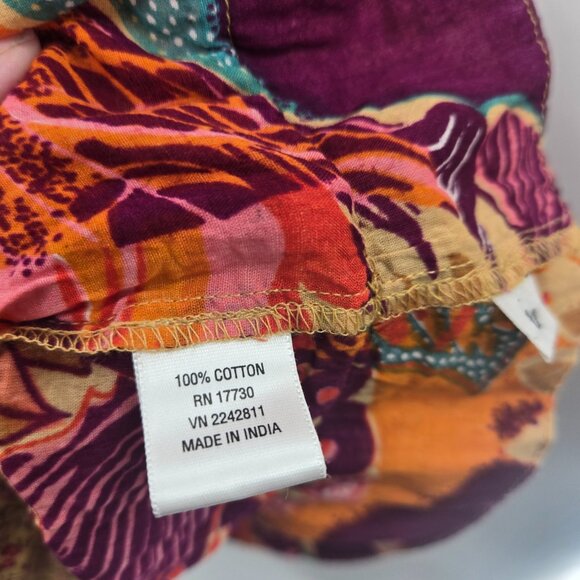 100% COTTON
RN 17730
VN 2242811
MADE IN INDIA